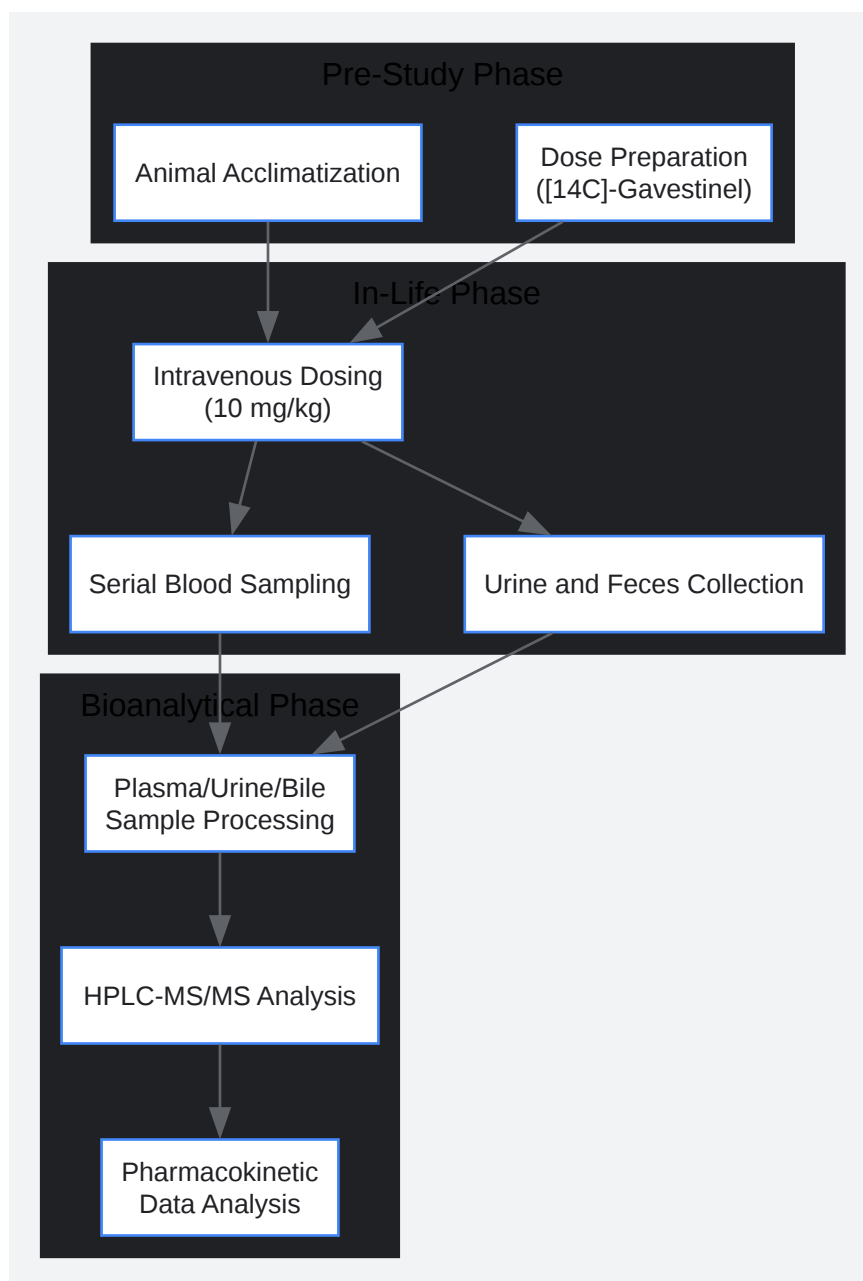 Pre-Study Phase
Animal Acclimatization
Dose Preparation
([14C]-Gavestinel)
In-Life Phase
Intravenous Dosing
(10 mg/kg)
Serial Blood Sampling
Urine and Feces Collection
Bioanalytical Phase
Plasma/Urine/Bile
Sample Processing
HPLC-MS/MS Analysis
Pharmacokinetic
Data Analysis